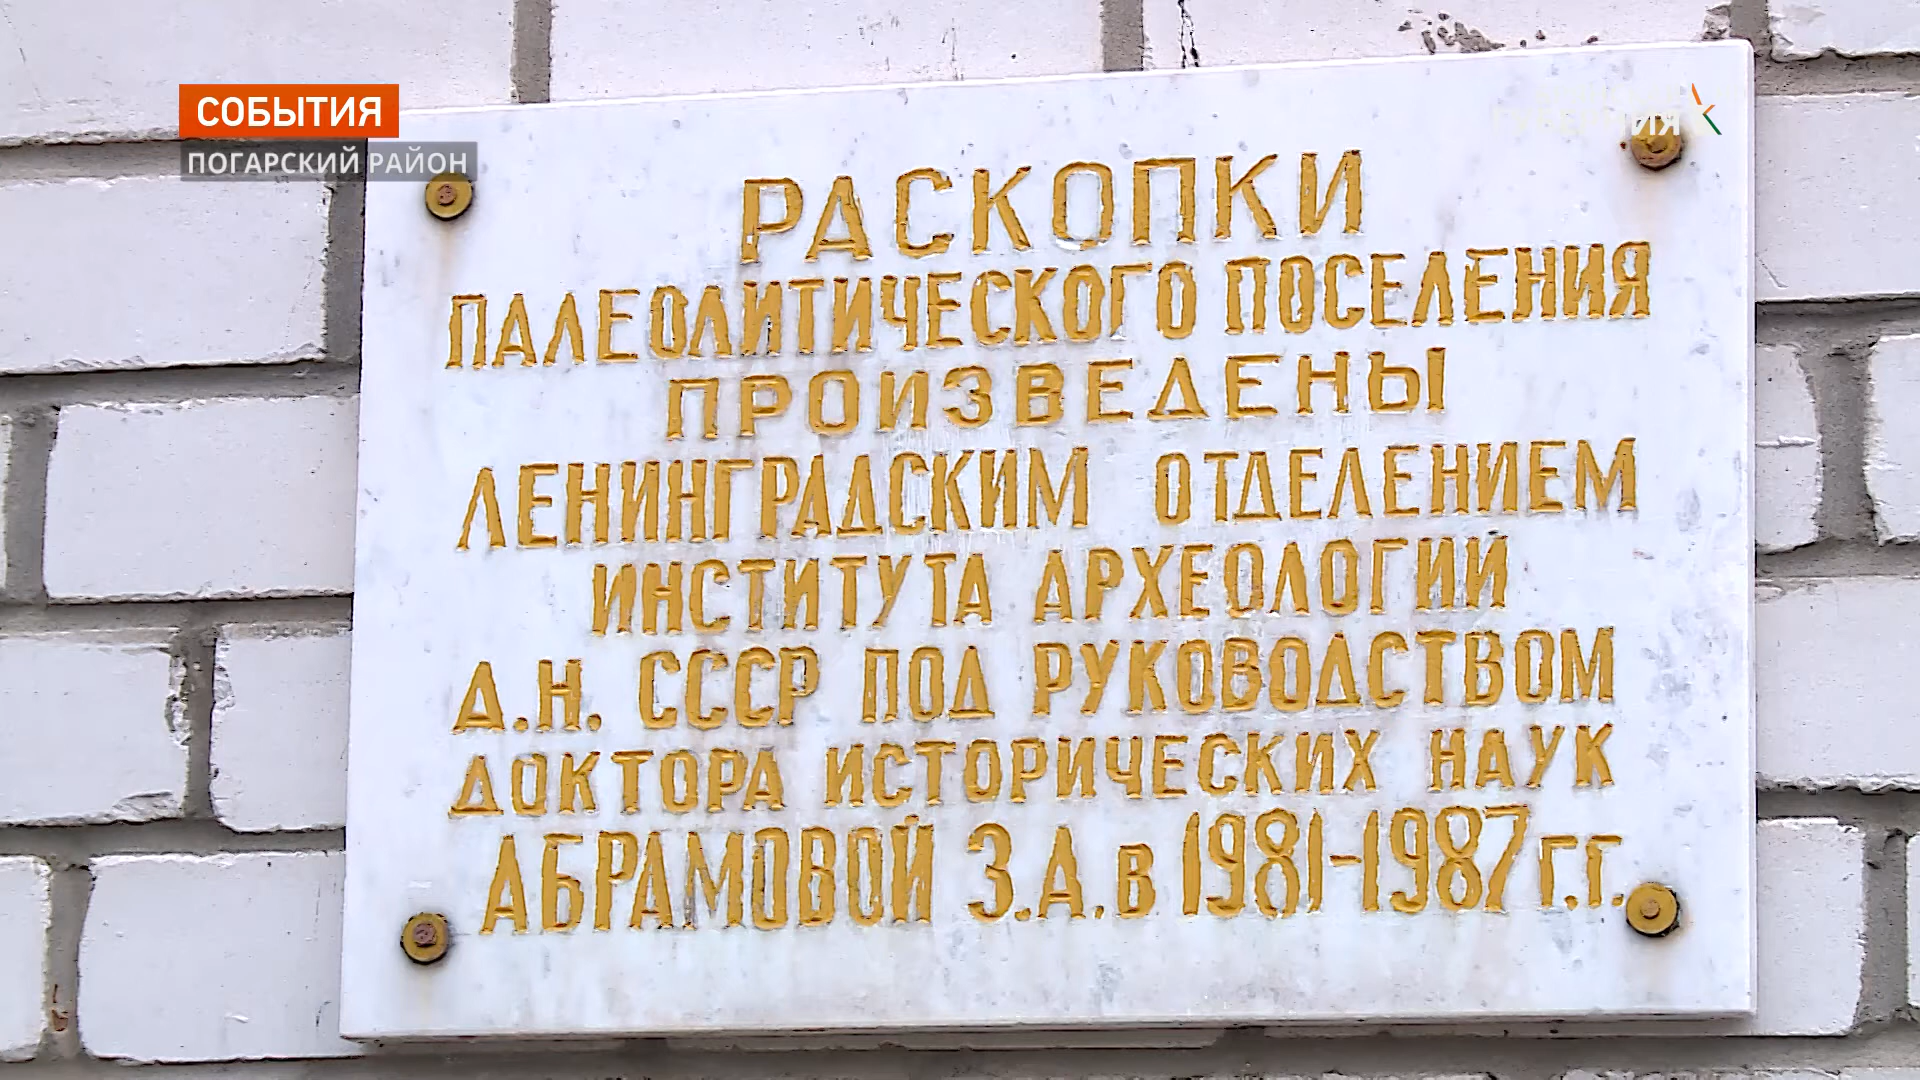 СОБЫТИЯ
ПОГАРСКИЙ РАЙОН
РАСКОПКИ
ПАЛЕОЛИТИЧЕСКОГО ПОСЕЛЕНИЯ
ПРОИЗВЕДЕНЫ
ЛЕНИНГРАДСКИМ ОТДЕЛЕНИЕМ
ИНСТИТУТА АРХЕОЛОГИИ
А.Н. СССР ПОД РУКОВОДСТВОМ
ДОКТОРА ИСТОРИЧЕСКИХ НАУК
АБРАМОВОЙ З.А. В 1981-1987 Г.Г.